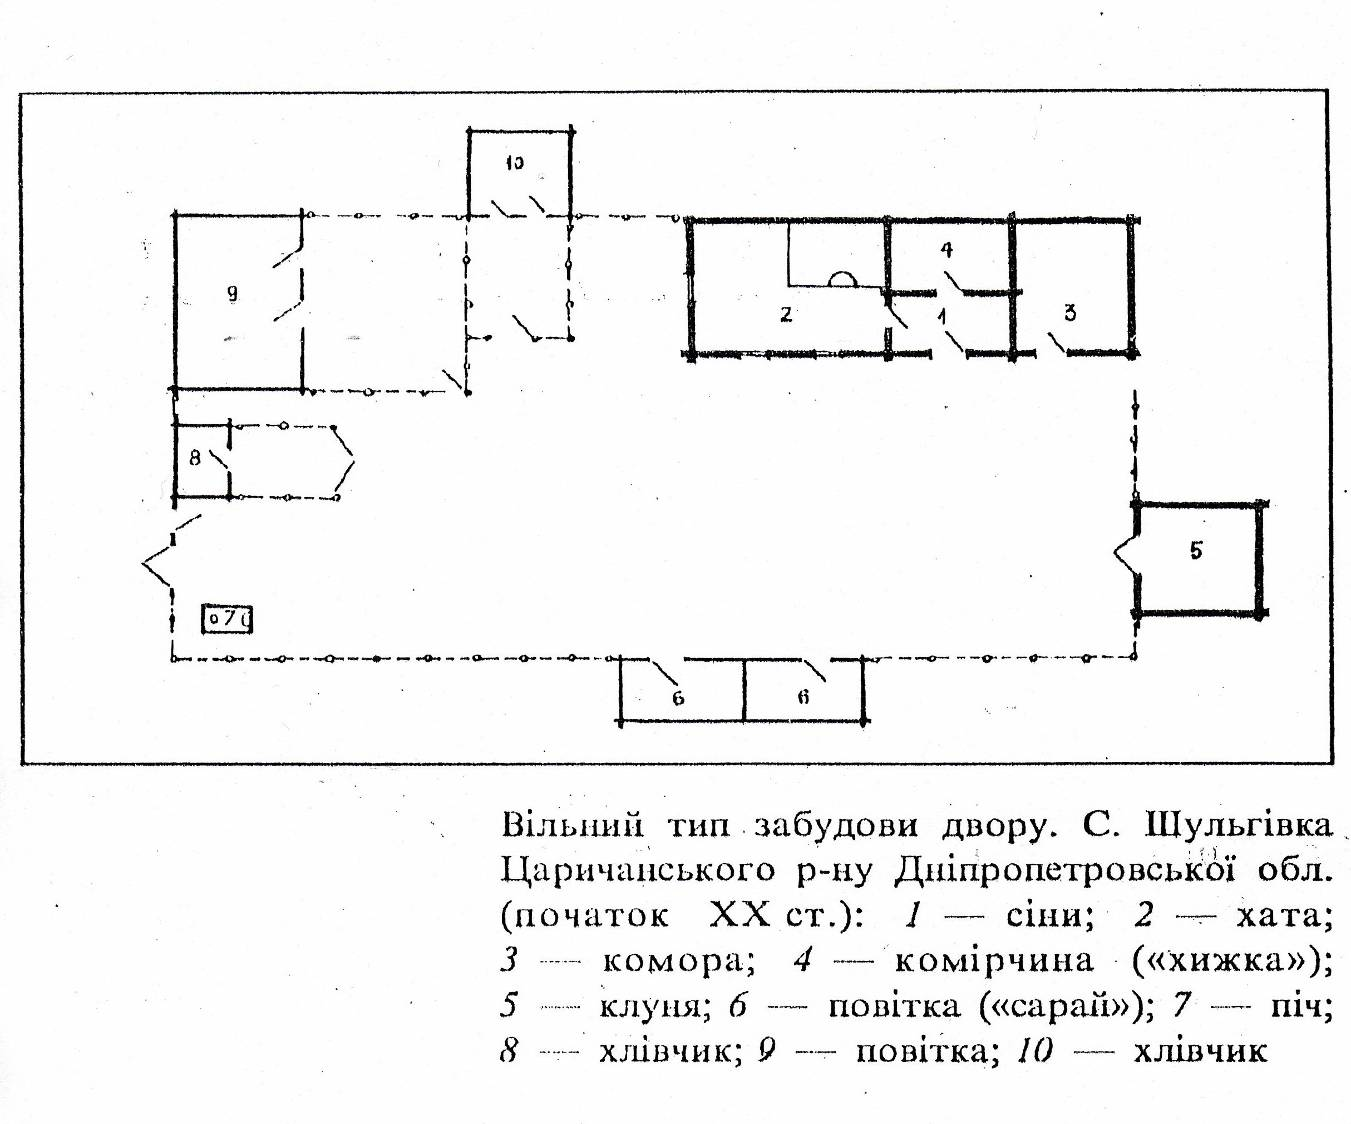 10
9
4
2
1
3
8
5
7
6
6
Вільний тип забудови двору. С. Шульгівка
Царичанського р-ну Дніпропетровської обл.
(початок XX ст.): 1 — сіни; 2 — хата;
3 — комора; 4 — комірчина («хижка»);
5 — клуня; 6 — повітка («сарай»); 7 — піч;
8 — хлівчик; 9 — повітка; 10 — хлівчик